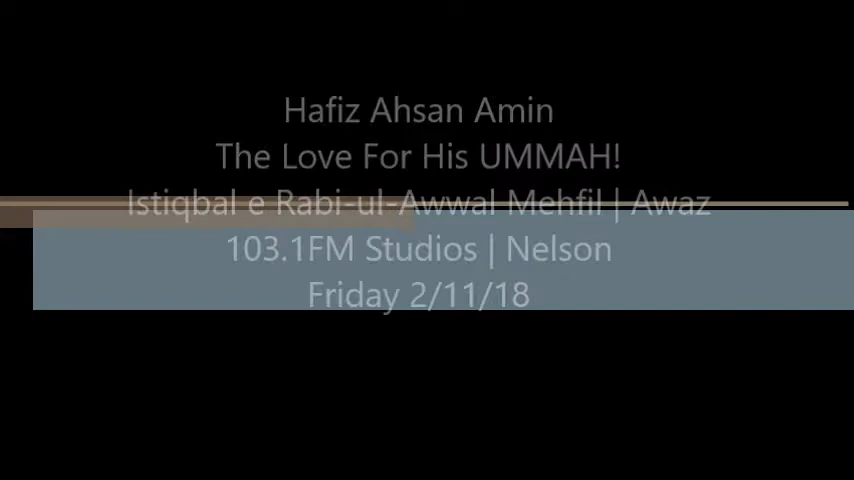 Hafiz Ahsan Amin
The Love For His UMMAH!
Istiqbal e Rabi-ul-Awwal Mehfil | Awaz
103.1FM Studios | Nelson
Friday 2/11/18